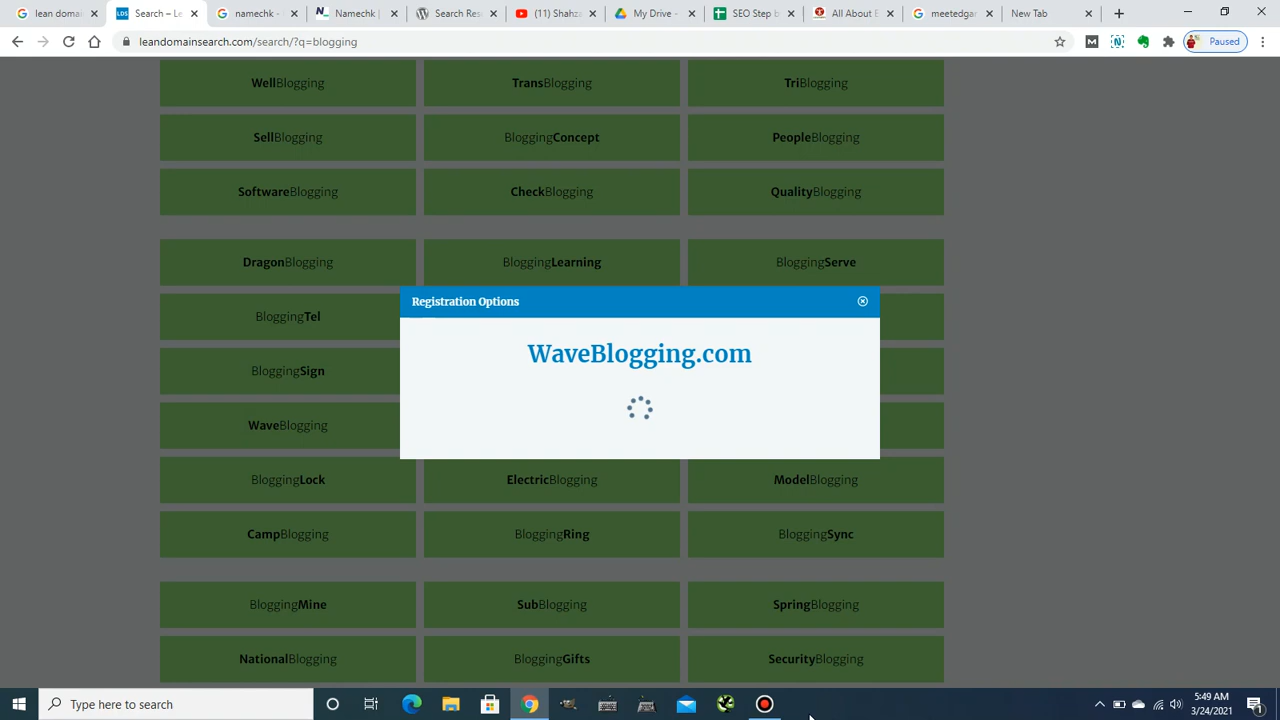 lean domai
Search – Le
namechk -
Namechk |
Search Resu
(11) Shahza
My Drive -
SEO Step b
All About E
meetedgar
New Tab
leandomainsearch.com/search/?q=blogging
Paused
WellBlogging
TransBlogging
TriBlogging
SellBlogging
BloggingConcept
PeopleBlogging
SoftwareBlogging
CheckBlogging
QualityBlogging
DragonBlogging
BloggingLearning
BloggingServe
BloggingTel
Registration Options
WaveBlogging.com
BloggingSign
WaveBlogging
BloggingLock
ElectricBlogging
ModelBlogging
CampBlogging
BloggingRing
BloggingSync
BloggingMine
SubBlogging
SpringBlogging
NationalBlogging
BloggingGifts
SecurityBlogging
Type here to search
5:49 AM
3/24/2021